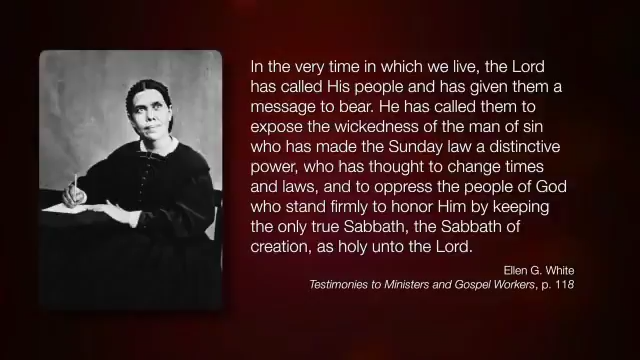 In the very time in which we live, the Lord
has called His people and has given them a
message to bear. He has called them to
expose the wickedness of the man of sin
who has made the Sunday law a distinctive
power, who has thought to change times
and laws, and to oppress the people of God
who stand firmly to honor Him by keeping
the only true Sabbath, the Sabbath of
creation, as holy unto the Lord.
Ellen G. White
Testimonies to Ministers and Gospel Workers, p. 118